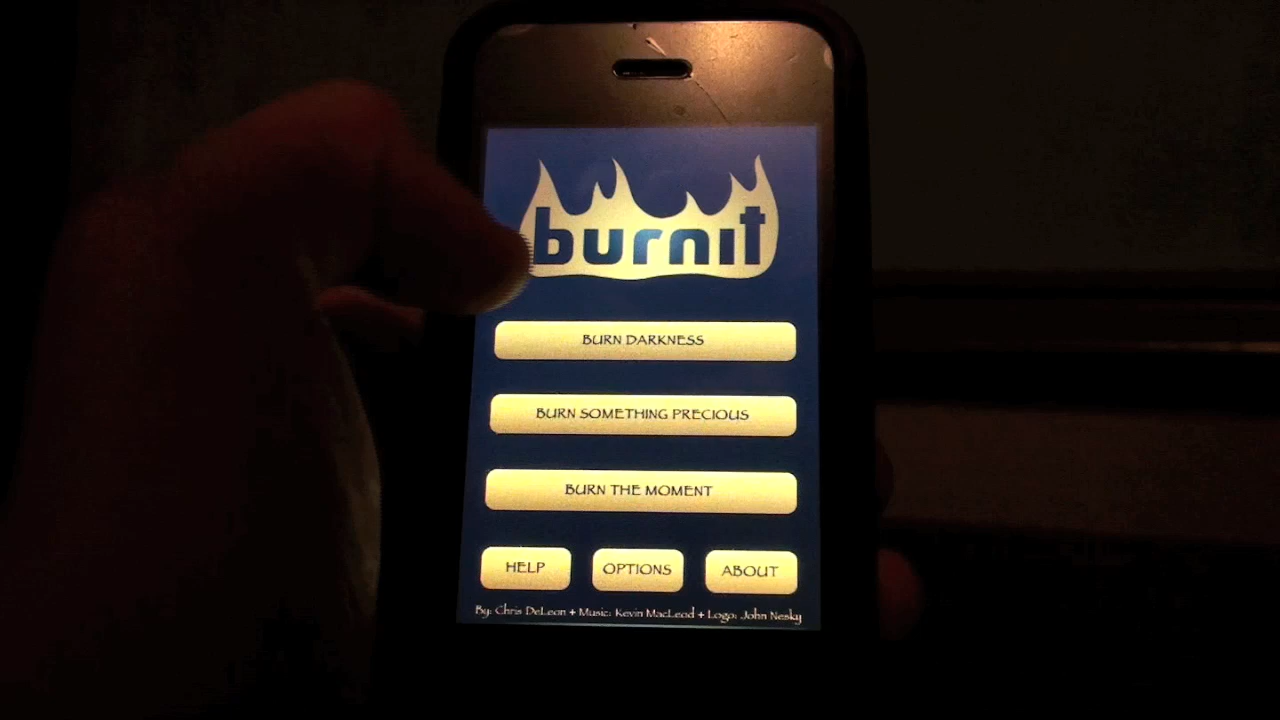 burnit
BURN DARKNESS
BURN SOMETHING PRECIOUS
BURN THE MOMENT
HELP OPTIONS ABOUT
By: Chris DeLeon + Music: Kevin MacLeod + Logo: John Nesky